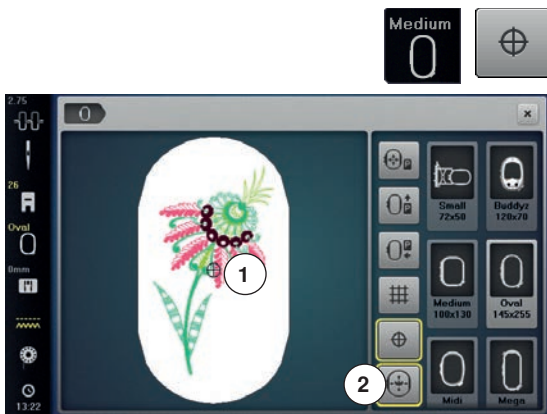 Medium
2.75
26
Oval
0mm
13:22
1
2
Small
72x50
Buddyz
120x70
Medium
100x130
Oval
145x255
Midi
Mega